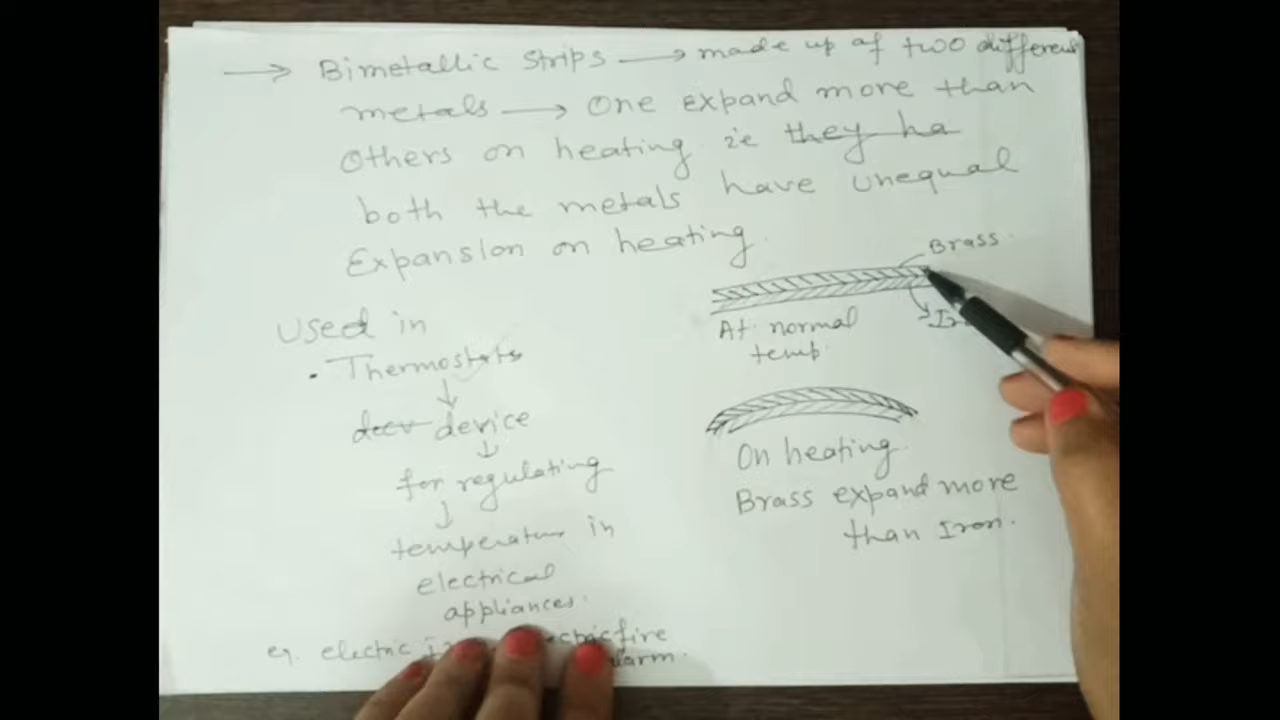 → Bimetallic strips → made up of two different
metals → One expand more than
Others on heating i.e they ha
both the metals have unequal
Expansion on heating.
Brass.
At normal
temp.
Used in
• Thermostats
↓
device
↓
for regulating
↓
temperature in
electrical
appliances.
eg. electric fire
alarm.
On heating.
Brass expand more
than Iron.